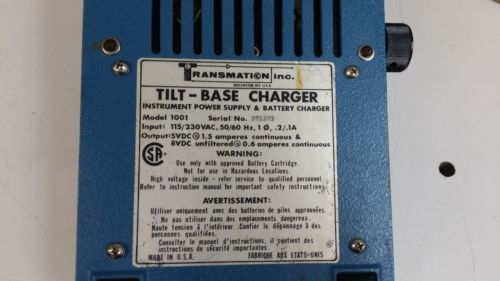 TRANSMATION Inc.
ROCHESTER, NY U.S.A.
TILT-BASE CHARGER
INSTRUMENT POWER SUPPLY & BATTERY CHARGER
Model 1001 Serial No. D81201
Input: 115/230VAC, 50/60 Hz, 1 Ø, .2/.1A
Output: 5VDC @ 1.5 amperes continuous &
8VDC unfiltered @ 0.6 amperes continuous
SA
WARNING:
Use only with approved Battery Cartridge.
Not for use in Hazardous Locations.
High voltage inside - refer service to qualified personnel.
Refer to instruction manual for important safety instructions.
AVERTISSEMENT:
Utiliser uniquement avec des batteries de piles approuvées.
Ne pas utiliser dans des emplacements dangereux.
Haute tension à l'intérieur. Confier le dépannage à des
personnes qualifiées.
Consulter le manuel d'instructions, il contient des
instructions de sécurité importantes.
MADE IN U.S.A. FABRIQUE AUX ETATS-UNIS